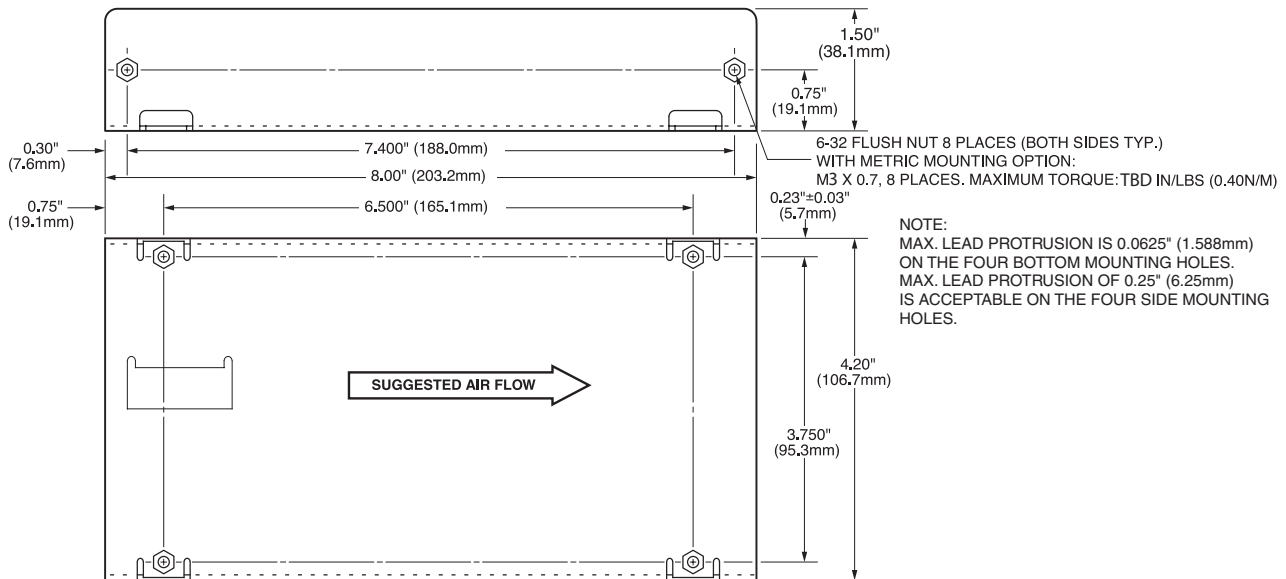 1.50"
(38.1mm)
0.75"
(19.1mm)
0.30"
(7.6mm)
7.400" (188.0mm)
8.00" (203.2mm)
6-32 FLUSH NUT 8 PLACES (BOTH SIDES TYP.)
WITH METRIC MOUNTING OPTION:
M3 X 0.7, 8 PLACES. MAXIMUM TORQUE:TBD IN/LBS (0.40N/M)
0.75"
(19.1mm)
6.500" (165.1mm)
0.23"±0.03"
(5.7mm)
NOTE:
MAX. LEAD PROTRUSION IS 0.0625" (1.588mm)
ON THE FOUR BOTTOM MOUNTING HOLES.
MAX. LEAD PROTRUSION OF 0.25" (6.25mm)
IS ACCEPTABLE ON THE FOUR SIDE MOUNTING
HOLES.
SUGGESTED AIR FLOW
4.20"
(106.7mm)
3.750"
(95.3mm)